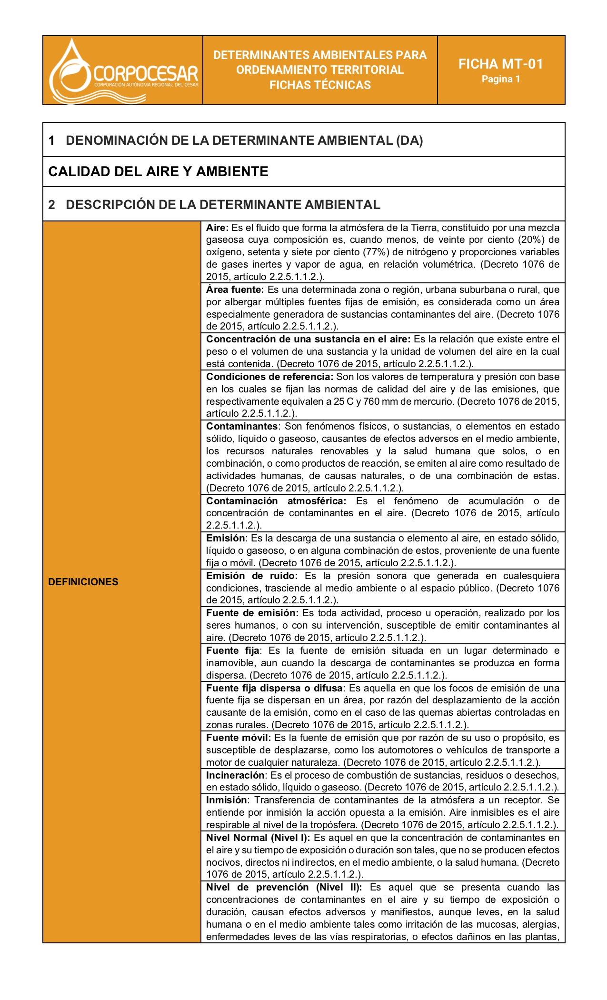 CORPOCESAR
CORPORACIÓN AUTÓNOMA REGIONAL DEL CESAR
DETERMINANTES AMBIENTALES PARA
ORDENAMIENTO TERRITORIAL
FICHAS TÉCNICAS
FICHA MT-01
Pagina 1
1 DENOMINACIÓN DE LA DETERMINANTE AMBIENTAL (DA)
CALIDAD DEL AIRE Y AMBIENTE
2 DESCRIPCIÓN DE LA DETERMINANTE AMBIENTAL
DEFINICIONES
Aire: Es el fluido que forma la atmósfera de la Tierra, constituido por una mezcla
gaseosa cuya composición es, cuando menos, de veinte por ciento (20%) de
oxígeno, setenta y siete por ciento (77%) de nitrógeno y proporciones variables
de gases inertes y vapor de agua, en relación volumétrica. (Decreto 1076 de
2015, artículo 2.2.5.1.1.2.).
Área fuente: Es una determinada zona o región, urbana suburbana o rural, que
por albergar múltiples fuentes fijas de emisión, es considerada como un área
especialmente generadora de sustancias contaminantes del aire. (Decreto 1076
de 2015, artículo 2.2.5.1.1.2.).
Concentración de una sustancia en el aire: Es la relación que existe entre el
peso o el volumen de una sustancia y la unidad de volumen del aire en la cual
está contenida. (Decreto 1076 de 2015, artículo 2.2.5.1.1.2.).
Condiciones de referencia: Son los valores de temperatura y presión con base
en los cuales se fijan las normas de calidad del aire y de las emisiones, que
respectivamente equivalen a 25 C y 760 mm de mercurio. (Decreto 1076 de 2015,
artículo 2.2.5.1.1.2.).
Contaminantes: Son fenómenos físicos, o sustancias, o elementos en estado
sólido, líquido o gaseoso, causantes de efectos adversos en el medio ambiente,
los recursos naturales renovables y la salud humana que solos, o en
combinación, o como productos de reacción, se emiten al aire como resultado de
actividades humanas, de causas naturales, o de una combinación de estas.
(Decreto 1076 de 2015, artículo 2.2.5.1.1.2.).
Contaminación atmosférica: Es el fenómeno de acumulación o de
concentración de contaminantes en el aire. (Decreto 1076 de 2015, artículo
2.2.5.1.1.2.).
Emisión: Es la descarga de una sustancia o elemento al aire, en estado sólido,
líquido o gaseoso, o en alguna combinación de estos, proveniente de una fuente
fija o móvil. (Decreto 1076 de 2015, artículo 2.2.5.1.1.2.).
Emisión de ruido: Es la presión sonora que generada en cualesquiera
condiciones, trasciende al medio ambiente o al espacio público. (Decreto 1076
de 2015, artículo 2.2.5.1.1.2.).
Fuente de emisión: Es toda actividad, proceso u operación, realizado por los
seres humanos, o con su intervención, susceptible de emitir contaminantes al
aire. (Decreto 1076 de 2015, artículo 2.2.5.1.1.2.).
Fuente fija: Es la fuente de emisión situada en un lugar determinado e
inamovible, aun cuando la descarga de contaminantes se produzca en forma
dispersa. (Decreto 1076 de 2015, artículo 2.2.5.1.1.2.).
Fuente fija dispersa o difusa: Es aquella en que los focos de emisión de una
fuente fija se dispersan en un área, por razón del desplazamiento de la acción
causante de la emisión, como en el caso de las quemas abiertas controladas en
zonas rurales. (Decreto 1076 de 2015, artículo 2.2.5.1.1.2.).
Fuente móvil: Es la fuente de emisión que por razón de su uso o propósito, es
susceptible de desplazarse, como los automotores o vehículos de transporte a
motor de cualquier naturaleza. (Decreto 1076 de 2015, artículo 2.2.5.1.1.2.).
Incineración: Es el proceso de combustión de sustancias, residuos o desechos,
en estado sólido, líquido o gaseoso. (Decreto 1076 de 2015, artículo 2.2.5.1.1.2.).
Inmisión: Transferencia de contaminantes de la atmósfera a un receptor. Se
entiende por inmisión la acción opuesta a la emisión. Aire inmisibles es el aire
respirable al nivel de la tropósfera. (Decreto 1076 de 2015, artículo 2.2.5.1.1.2.).
Nivel Normal (Nivel I): Es aquel en que la concentración de contaminantes en
el aire y su tiempo de exposición o duración son tales, que no se producen efectos
nocivos, directos ni indirectos, en el medio ambiente, o la salud humana. (Decreto
1076 de 2015, artículo 2.2.5.1.1.2.).
Nivel de prevención (Nivel II): Es aquel que se presenta cuando las
concentraciones de contaminantes en el aire y su tiempo de exposición o
duración, causan efectos adversos y manifiestos, aunque leves, en la salud
humana o en el medio ambiente tales como irritación de las mucosas, alergias,
enfermedades leves de las vías respiratorias, o efectos dañinos en las plantas,